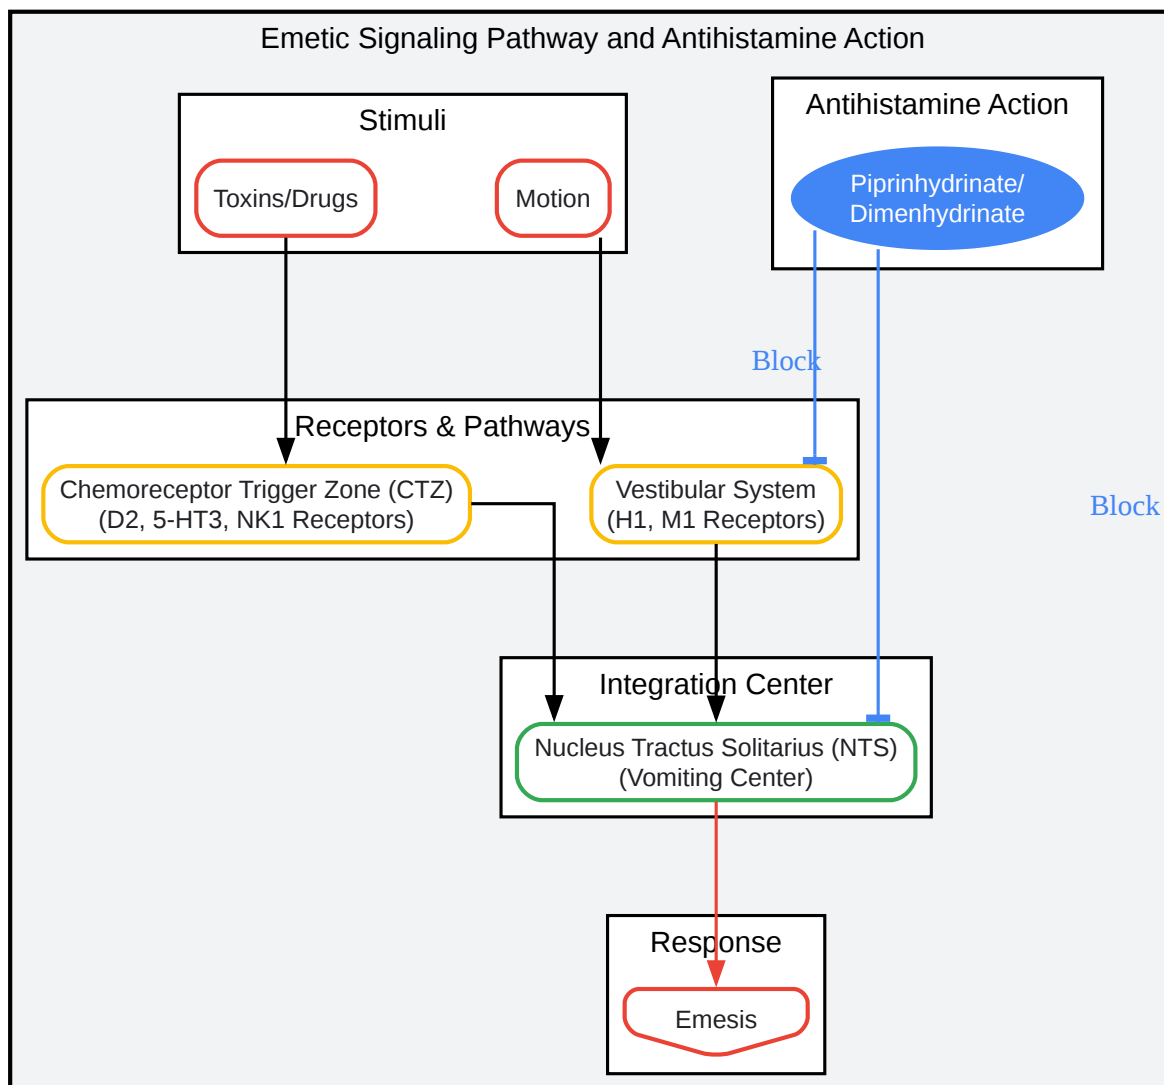 Emetic Signaling Pathway and Antihistamine Action
Stimuli
Toxins/Drugs
Motion
Antihistamine Action
Piprinhydrinate/
Dimenhydrinate
Block
Block
Receptors & Pathways
Chemoreceptor Trigger Zone (CTZ)
(D2, 5-HT3, NK1 Receptors)
Vestibular System
(H1, M1 Receptors)
Integration Center
Nucleus Tractus Solitarius (NTS)
(Vomiting Center)
Response
Emesis